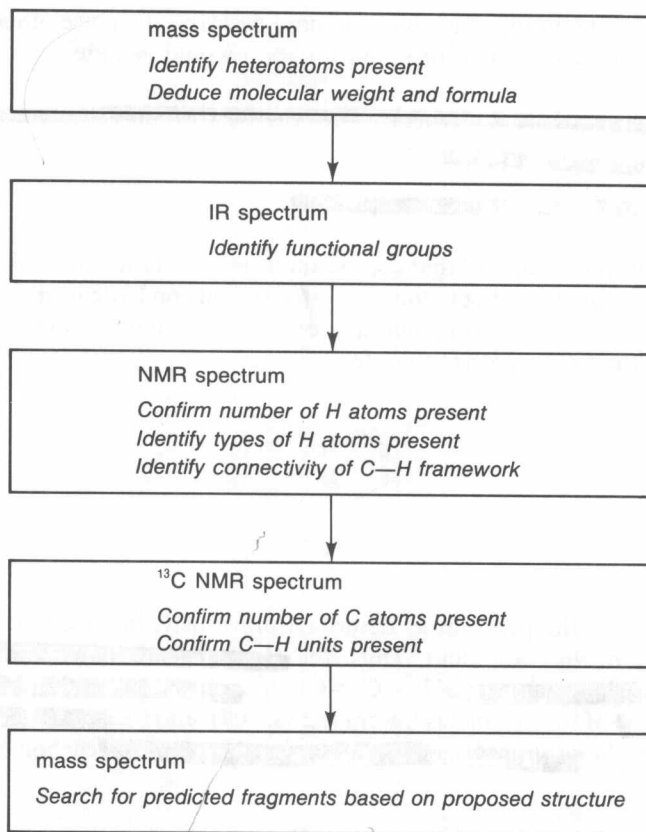 mass spectrum
Identify heteratoms present
Deduce molecular weight and formula
IR spectrum
Identify functional groups
NMR spectrum
Confirm number of H atoms present
Identify types of H atoms present
Identify connectivity of C—H framework
¹³C NMR spectrum
Confirm number of C atoms present
Confirm C—H units present
mass spectrum
Search for predicted fragments based on proposed structure